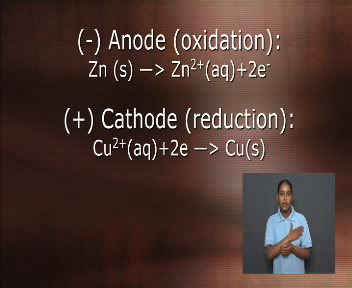 (-) Anode (oxidation):
Zn (s) —> Zn²⁺(aq)+2e⁻
(+) Cathode (reduction):
Cu²⁺(aq)+2e —> Cu(s)